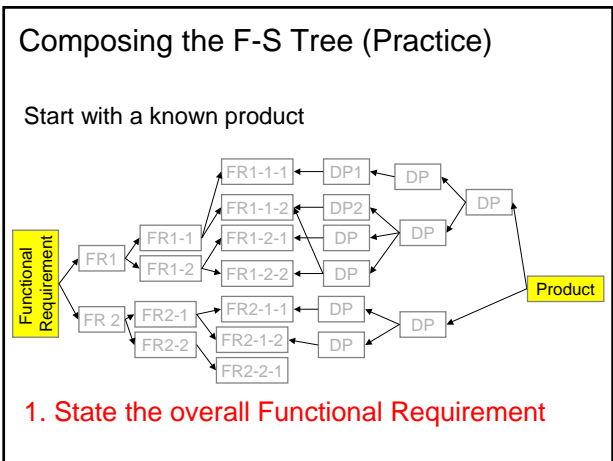 Composing the F-S Tree (Practice)
Start with a known product
Functional
Requirement
FR1
FR 2
FR1-1
FR1-2
FR2-1
FR2-2
FR1-1-1
FR1-1-2
FR1-2-1
FR1-2-2
FR2-1-1
FR2-1-2
FR2-2-1
DP1
DP2
DP
DP
DP
DP
DP
DP
DP
DP
Product
1. State the overall Functional Requirement